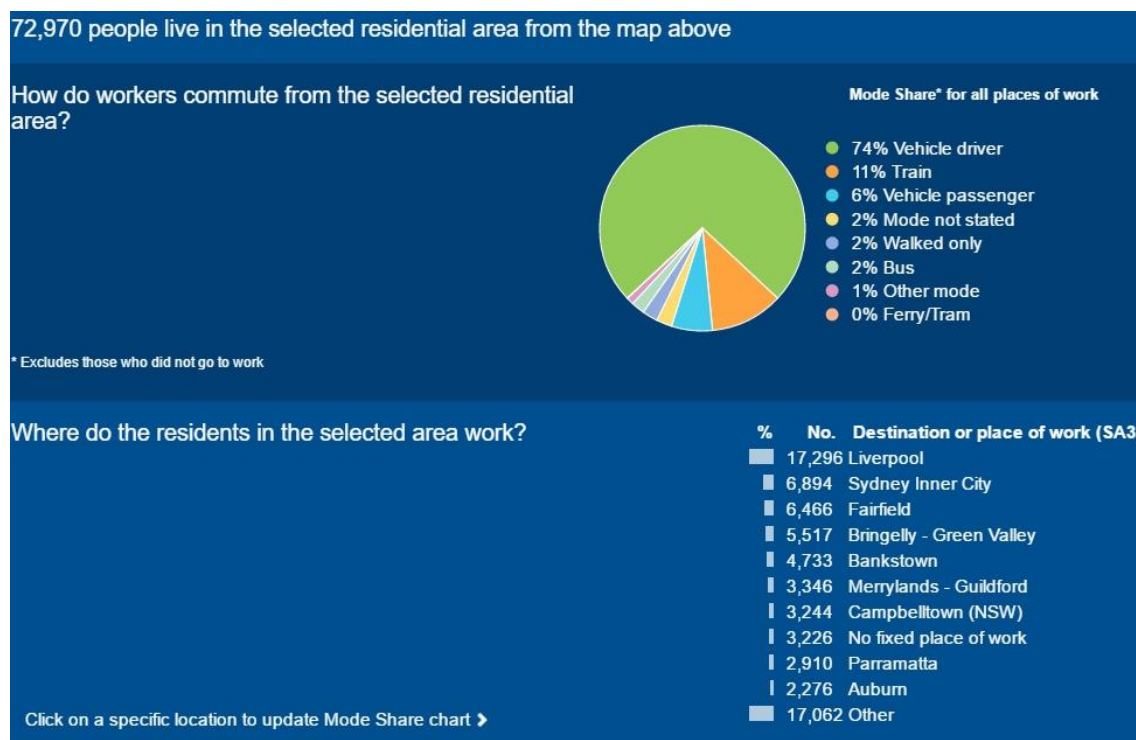 72,970 people live in the selected residential area from the map above
How do workers commute from the selected residential
area?
Mode Share* for all places of work
74% Vehicle driver
11% Train
6% Vehicle passenger
2% Mode not stated
2% Walked only
2% Bus
1% Other mode
0% Ferry/Tram
* Excludes those who did not go to work
Where do the residents in the selected area work?
% No. Destination or place of work (SA3
17,296 Liverpool
6,894 Sydney Inner City
6,466 Fairfield
5,517 Bringelly - Green Valley
4,733 Bankstown
3,346 Merrylands - Guildford
3,244 Campbelltown (NSW)
3,226 No fixed place of work
2,910 Parramatta
2,276 Auburn
17,062 Other
Click on a specific location to update Mode Share chart >